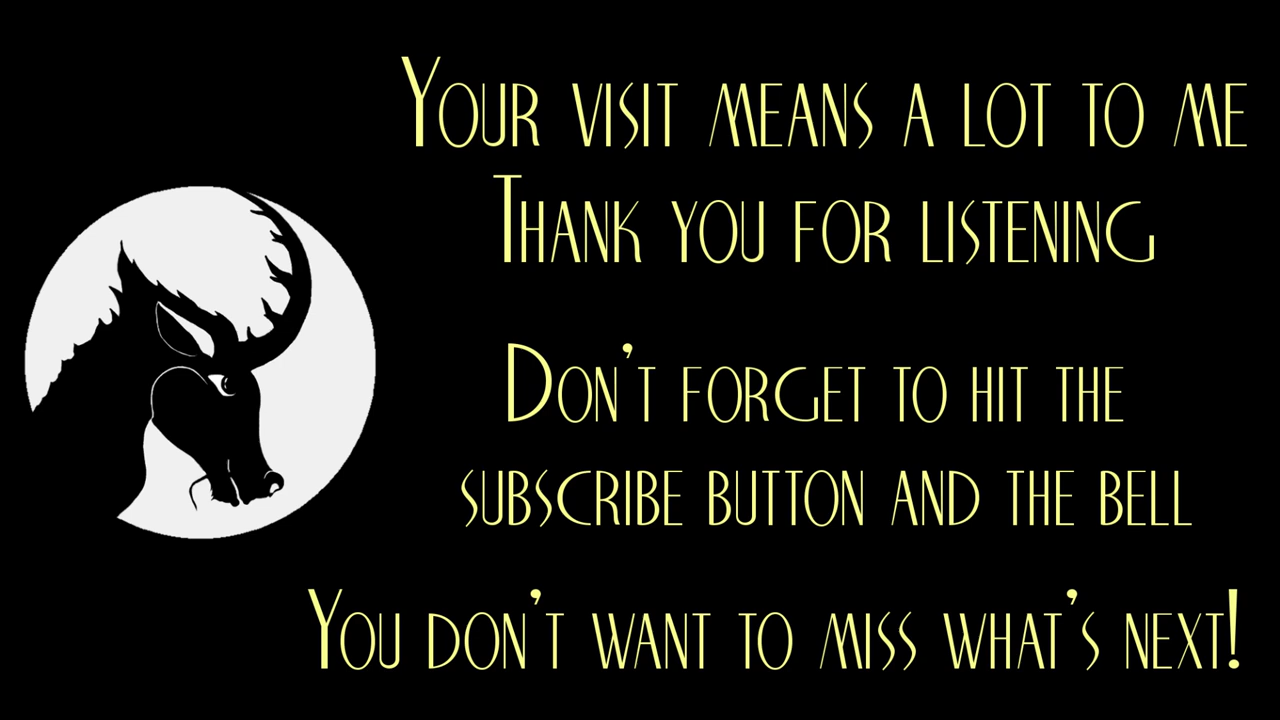 Your visit means a lot to me
Thank you for listening
Don't forget to hit the
subscribe button and the bell
You don't want to miss what's next!